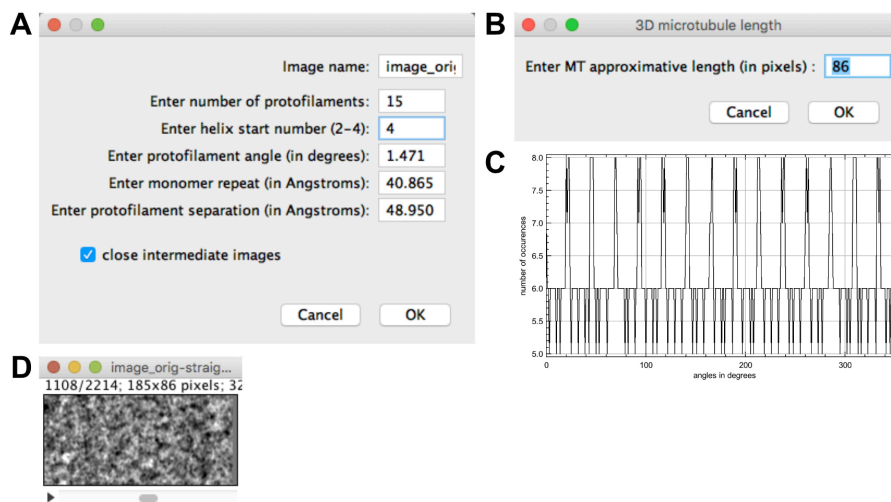 A
Image name: image_orig
Enter number of protofilaments: 15
Enter helix start number (2-4): 4
Enter protofilament angle (in degrees): 1.471
Enter monomer repeat (in Angstroms): 40.865
Enter protofilament separation (in Angstroms): 48.950
close intermediate images
Cancel OK
B
3D microtubule length
Enter MT approximative length (in pixels) : 86
Cancel OK
C
8.0
7.5
7.0
6.5
6.0
5.5
5.0
number of occurences
0 100 200 300
angles in degrees
D
image_orig-straig...
1108/2214; 185x86 pixels; 32